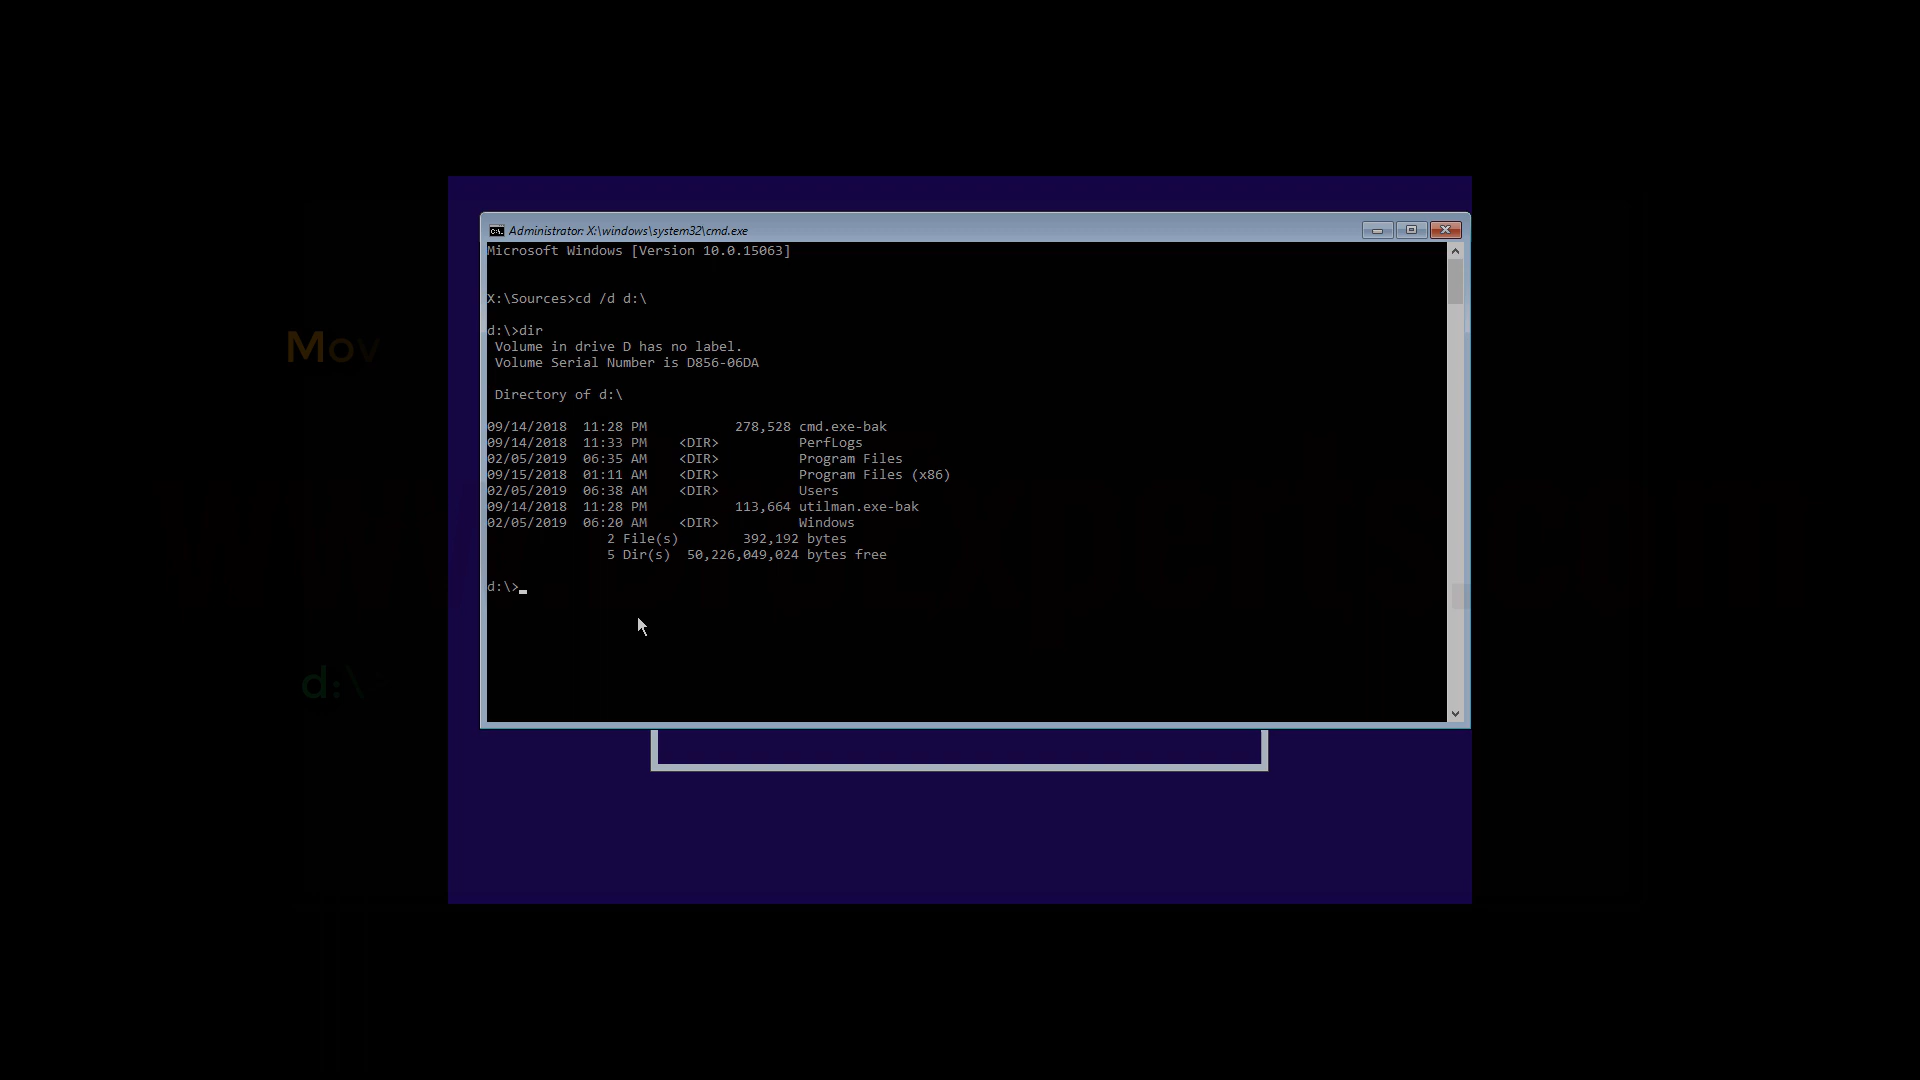 Administrator: X:\windows\system32\cmd.exe
Microsoft Windows [Version 10.0.15063]
X:\Sources>cd /d d:\
d:\>dir
Volume in drive D has no label.
Volume Serial Number is D856-06DA
Directory of d:\
09/14/2018 11:28 PM 278,528 cmd.exe-bak
09/14/2018 11:33 PM <DIR> PerfLogs
02/05/2019 06:35 AM <DIR> Program Files
09/15/2018 01:11 AM <DIR> Program Files (x86)
02/05/2019 06:38 AM <DIR> Users
09/14/2018 11:28 PM 113,664 utilman.exe-bak
02/05/2019 06:20 AM <DIR> Windows
2 File(s) 392,192 bytes
5 Dir(s) 50,226,049,024 bytes free
d:\>
Mov
d:\